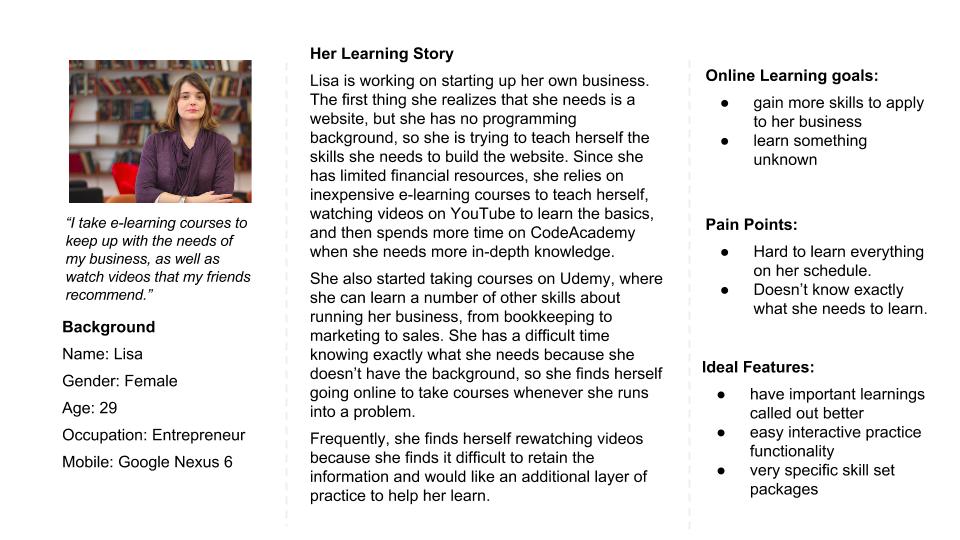 “I take e-learning courses to
keep up with the needs of
my business, as well as
watch videos that my friends
recommend.”
Background
Name: Lisa
Gender: Female
Age: 29
Occupation: Entrepreneur
Mobile: Google Nexus 6
Her Learning Story
Lisa is working on starting up her own business.
The first thing she realizes that she needs is a
website, but she has no programming
background, so she is trying to teach herself the
skills she needs to build the website. Since she
has limited financial resources, she relies on
inexpensive e-learning courses to teach herself,
watching videos on YouTube to learn the basics,
and then spends more time on CodeAcademy
when she needs more in-depth knowledge.
She also started taking courses on Udemy, where
she can learn a number of other skills about
running her business, from bookkeeping to
marketing to sales. She has a difficult time
knowing exactly what she needs because she
doesn’t have the background, so she finds herself
going online to take courses whenever she runs
into a problem.
Frequently, she finds herself rewatching videos
because she finds it difficult to retain the
information and would like an additional layer of
practice to help her learn.
Online Learning goals:
● gain more skills to apply
to her business
● learn something
unknown
Pain Points:
● Hard to learn everything
on her schedule.
● Doesn’t know exactly
what she needs to learn.
Ideal Features:
● have important learnings
called out better
● easy interactive practice
functionality
● very specific skill set
packages